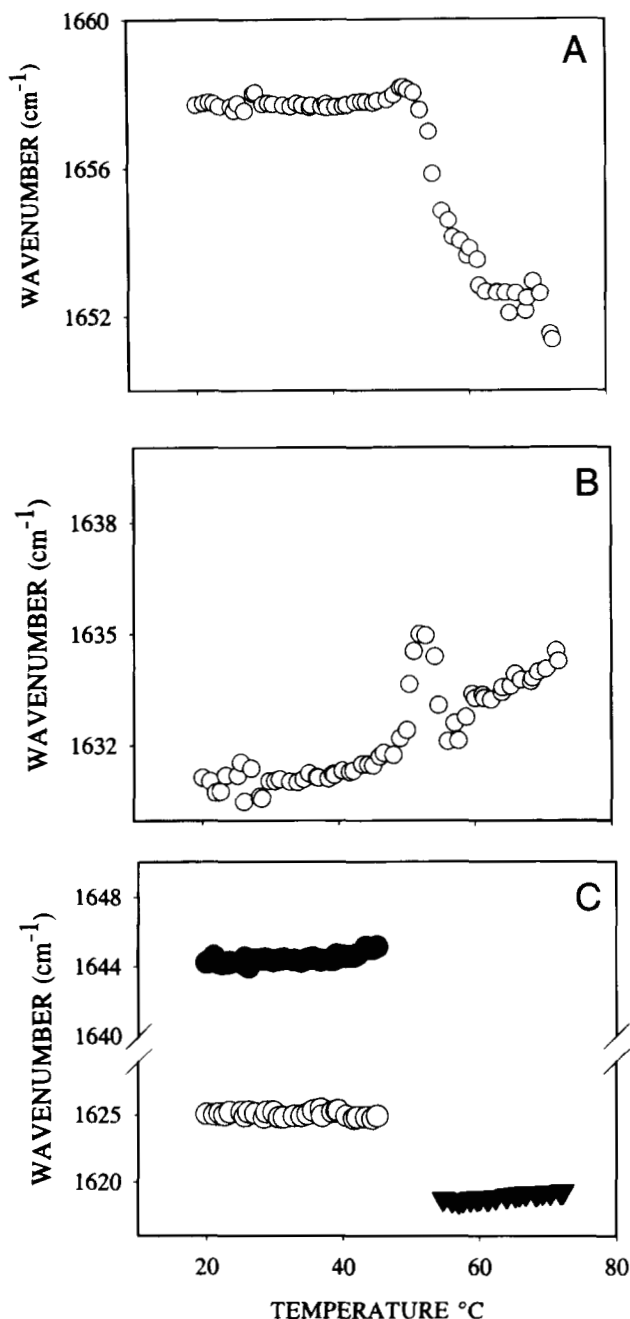 A
1660
1656
1652
WAVENUMBER (cm-1)
B
1638
1635
1632
WAVENUMBER (cm-1)
C
1648
1644
1640
1625
1620
WAVENUMBER (cm-1)
20 40 60 80
TEMPERATURE °C